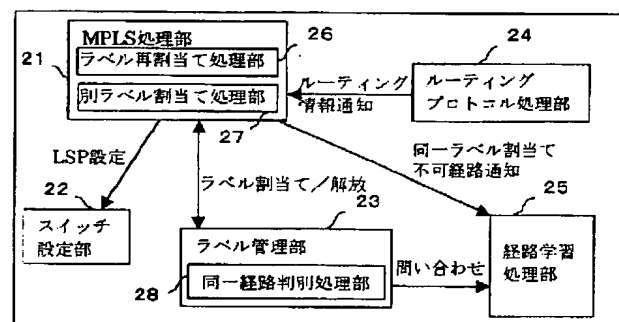 MPLS処理部
26
21
ラベル再割当て処理部
24
ルーティング
情報通知
ルーティング
プロトコル処理部
別ラベル割当て処理部
27
LSP設定
同一ラベル割当て
不可経路通知
22
ラベル割当て/解放
25
スイッチ
設定部
23
ラベル管理部
経路学習
処理部
問い合わせ
28
同一経路判別処理部